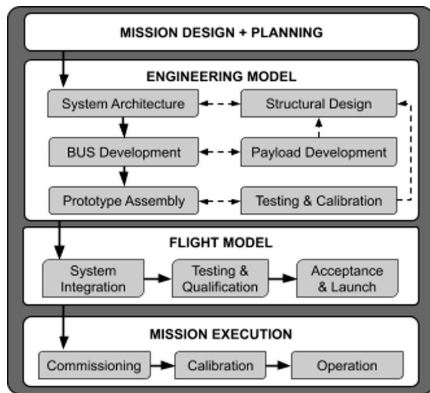 MISSION DESIGN + PLANNING
ENGINEERING MODEL
System Architecture
Structural Design
BUS Development
Payload Development
Prototype Assembly
Testing & Calibration
FLIGHT MODEL
System
Integration
Testing &
Qualification
Acceptance
& Launch
MISSION EXECUTION
Commissioning
Calibration
Operation